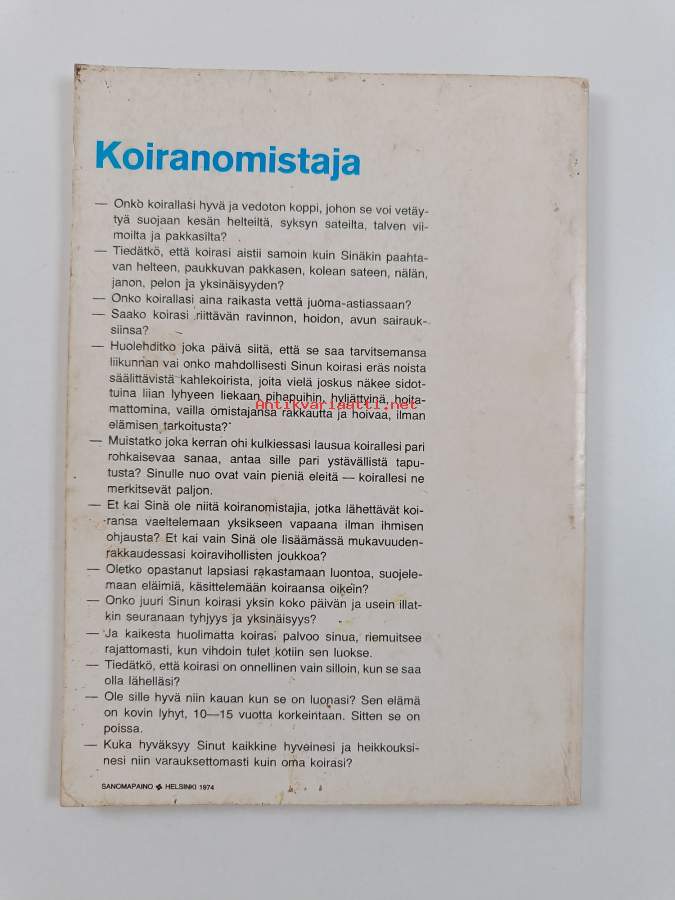 Koiranomistaja
— Onko koirallasi hyvä ja vedoton koppi, johon se voi vetäy-
tyä suojaan kesän helteiltä, syksyn sateilta, talven vii-
moilta ja pakkasilta?
— Tiedätkö, että koirasi aistii samoin kuin Sinäkin paahta-
van helteen, paukkuvan pakkasen, kolean sateen, nälän,
janon, pelon ja yksinäisyyden?
— Onko koirallasi aina raikasta vettä juoma-astiassaan?
— Saako koirasi riittävän ravinnon, hoidon, avun sairauk-
siinsa?
— Huolehditko joka päivä siitä, että se saa tarvitsemansa
liikunnan vai onko mahdollisesti Sinun koirasi eräs noista
säälittävistä kahlekoirista, joita vielä joskus näkee sidot-
tuina liian lyhyeen liekaan pihapuihin, hyljättyinä, hoita-
Antikvariaatti.net
mattomina, vailla omistajansa rakkautta ja hoivaa, ilman
elämisen tarkoitusta?
— Muistatko joka kerran ohi kulkiessasi lausua koirallesi pari
rohkaisevaa sanaa, antaa sille pari ystävällistä tapu-
tusta? Sinulle nuo ovat vain pieniä eleitä — koirallesi ne
merkitsevät paljon.
— Et kai Sinä ole niitä koiranomistajia, jotka lähettävät koi-
ransa vaeltelemaan yksikseen vapaana ilman ihmisen
ohjausta? Et kai vain Sinä ole lisäämässä mukavuuden-
rakkaudessasi koiravihollisten joukkoa?
— Oletko opastanut lapsiasi rakastamaan luontoa, suojele-
maan eläimiä, käsittelemään koiraansa oikein?
— Onko juuri Sinun koirasi yksin koko päivän ja usein illat-
kin seuranaan tyhjyys ja yksinäisyys?
— Ja kaikesta huolimatta koirasi palvoo sinua, riemuitsee
rajattomasti, kun vihdoin tulet kotiin sen luokse.
— Tiedätkö, että koirasi on onnellinen vain silloin, kun se saa
olla lähelläsi?
— Ole sille hyvä niin kauan kun se on luonasi? Sen elämä
on kovin lyhyt, 10—15 vuotta korkeintaan. Sitten se on
poissa.
— Kuka hyväksyy Sinut kaikkine hyveinesi ja heikkouksi-
nesi niin varauksettomasti kuin oma koirasi?
SANOMAPAINO HELSINKI 1974